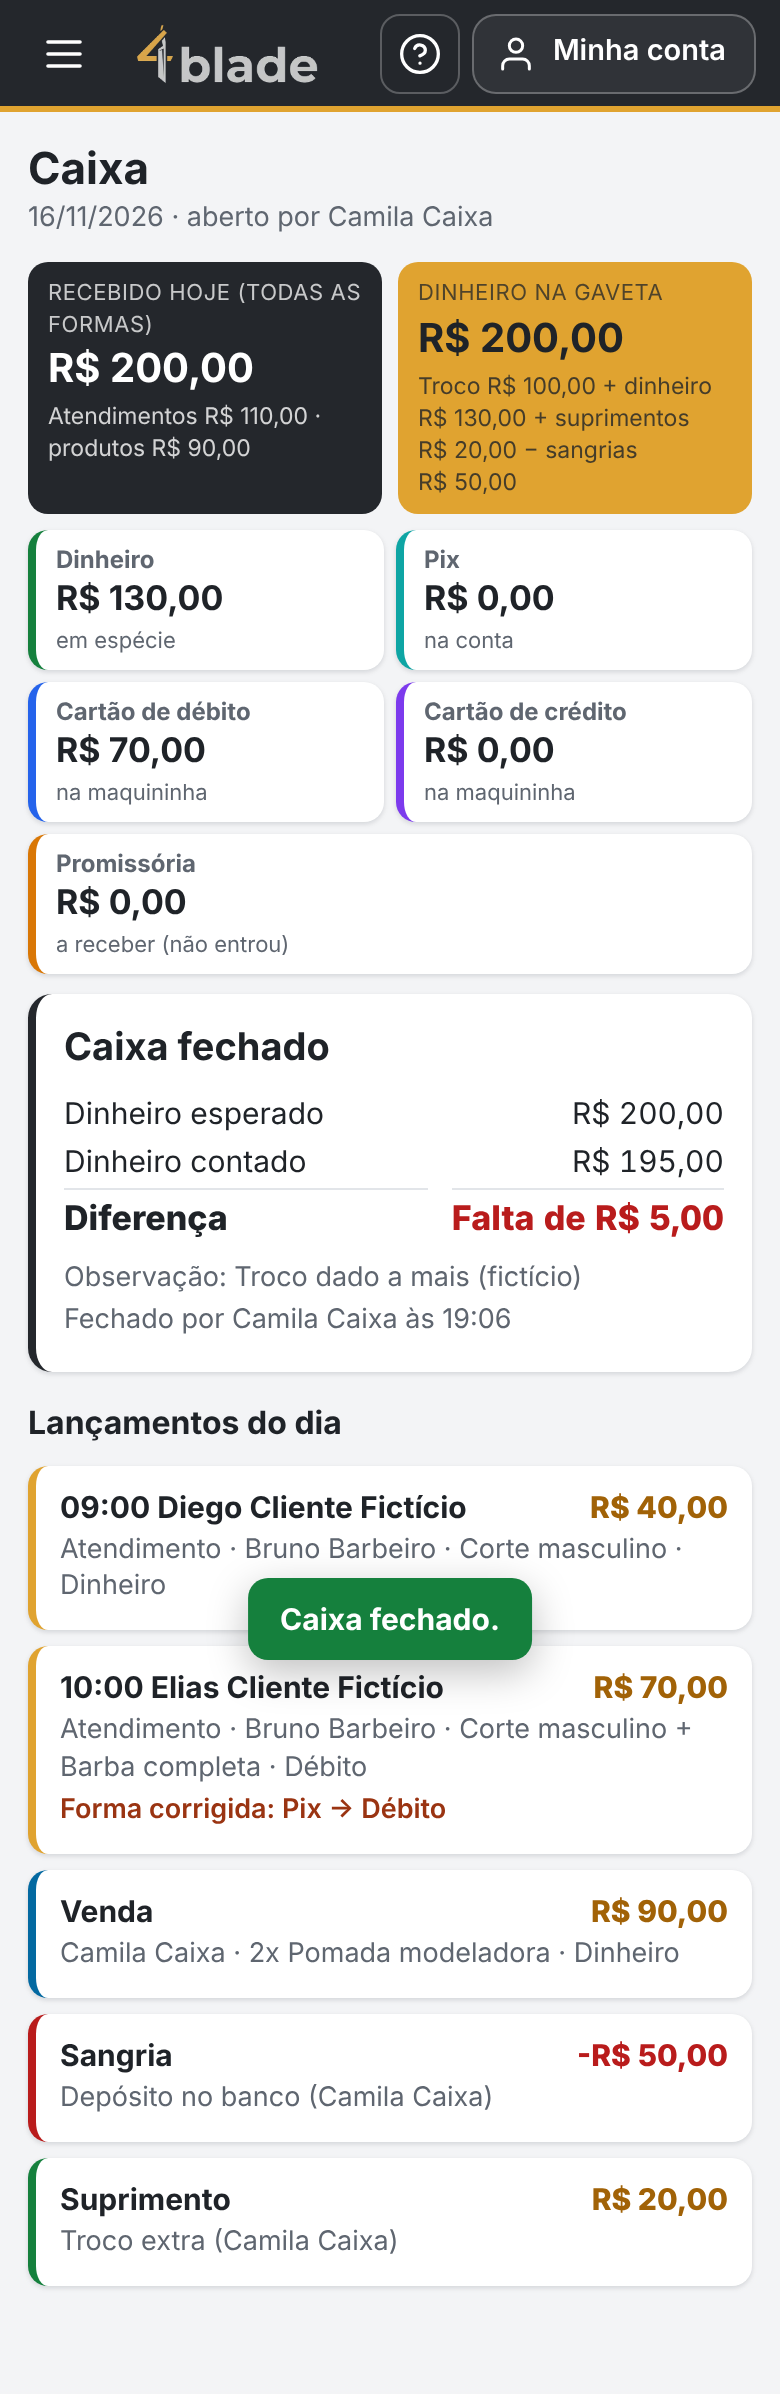 4blade
Minha conta
Caixa
16/11/2026 · aberto por Camila Caixa
RECEBIDO HOJE (TODAS AS
FORMAS)
R$ 200,00
Atendimentos R$ 110,00 ·
produtos R$ 90,00
DINHEIRO NA GAVETA
R$ 200,00
Troco R$ 100,00 + dinheiro
R$ 130,00 + suprimentos
R$ 20,00 − sangrias
R$ 50,00
Dinheiro
R$ 130,00
em espécie
Pix
R$ 0,00
na conta
Cartão de débito
R$ 70,00
na maquininha
Cartão de crédito
R$ 0,00
na maquininha
Promissória
R$ 0,00
a receber (não entrou)
Caixa fechado
Dinheiro esperado R$ 200,00
Dinheiro contado R$ 195,00
Diferença Falta de R$ 5,00
Observação: Troco dado a mais (fictício)
Fechado por Camila Caixa às 19:06
Lançamentos do dia
09:00 Diego Cliente Fictício R$ 40,00
Atendimento · Bruno Barbeiro · Corte masculino ·
Dinheiro
Caixa fechado.
10:00 Elias Cliente Fictício R$ 70,00
Atendimento · Bruno Barbeiro · Corte masculino +
Barba completa · Débito
Forma corrigida: Pix → Débito
Venda R$ 90,00
Camila Caixa · 2x Pomada modeladora · Dinheiro
Sangria -R$ 50,00
Depósito no banco (Camila Caixa)
Suprimento R$ 20,00
Troco extra (Camila Caixa)